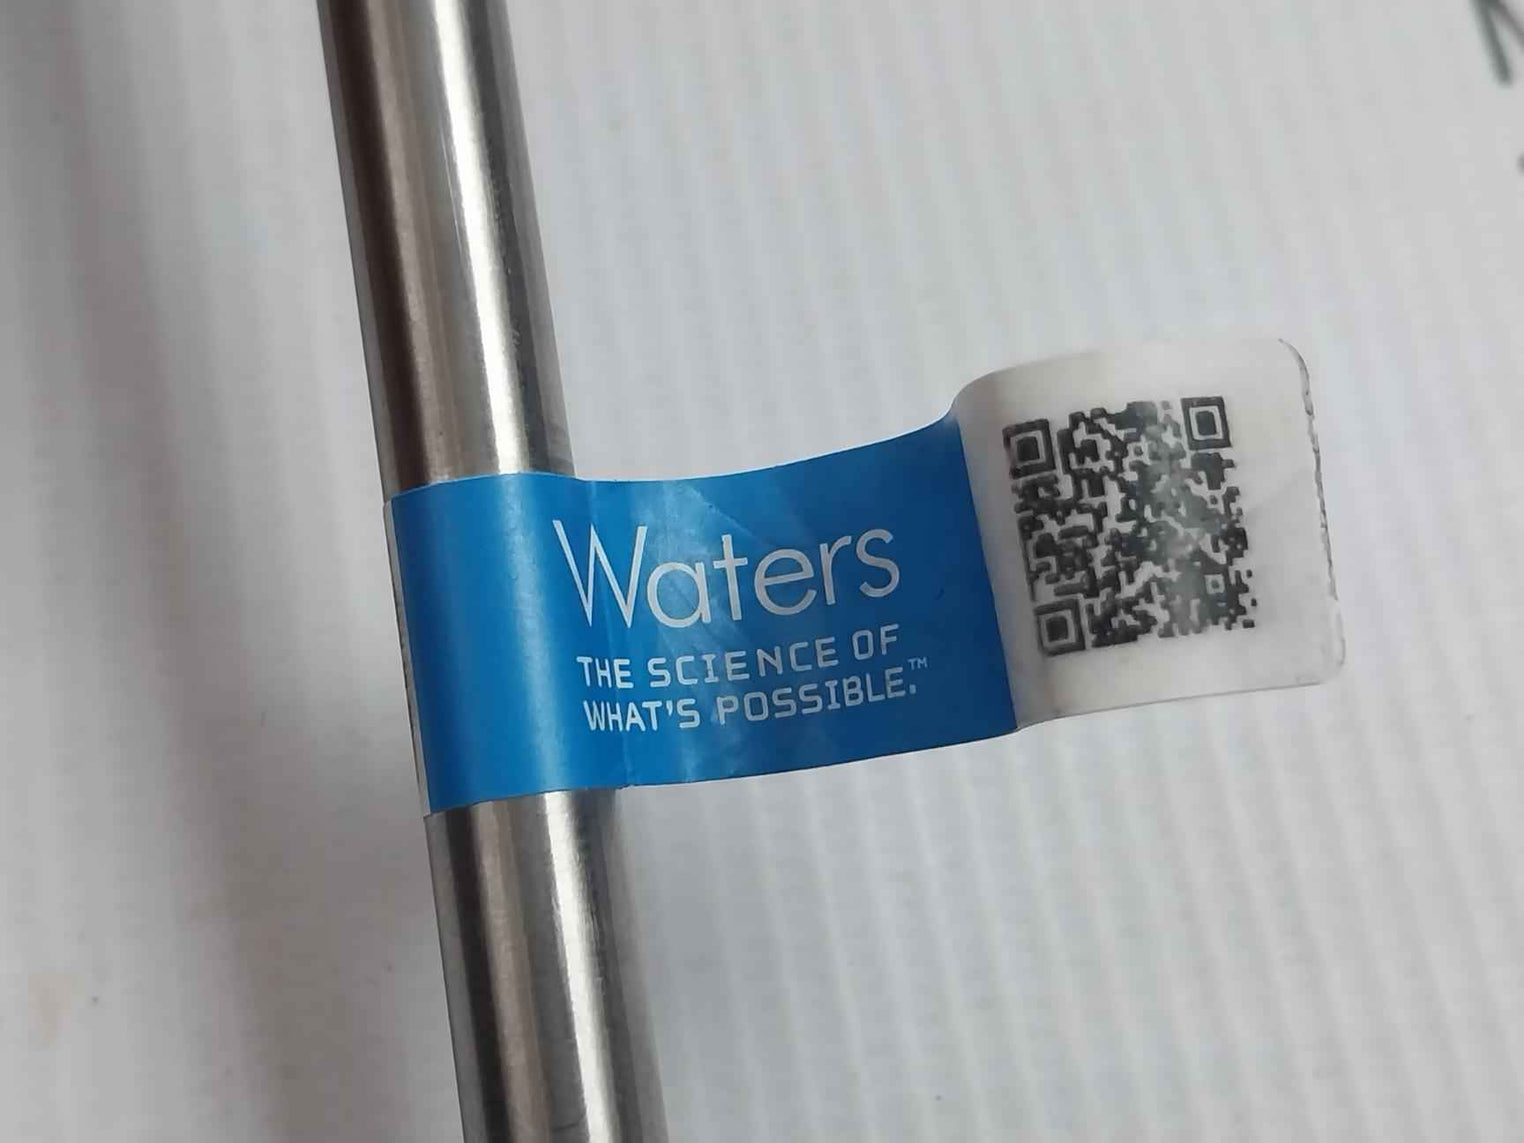 Waters
THE SCIENCE OF
WHAT'S POSSIBLE.™